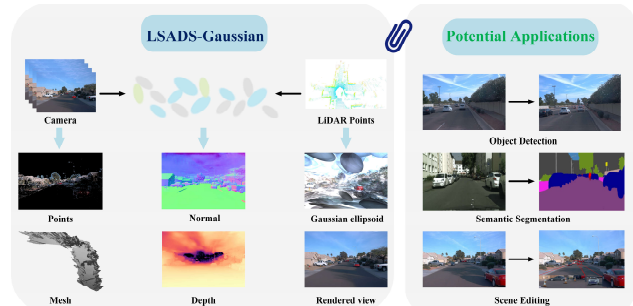 LSADS-Gaussian
Potential Applications
Camera
LiDAR Points
Object Detection
Points
Normal
Gaussian ellipsoid
Semantic Segmentation
Mesh
Depth
Rendered view
Scene Editing